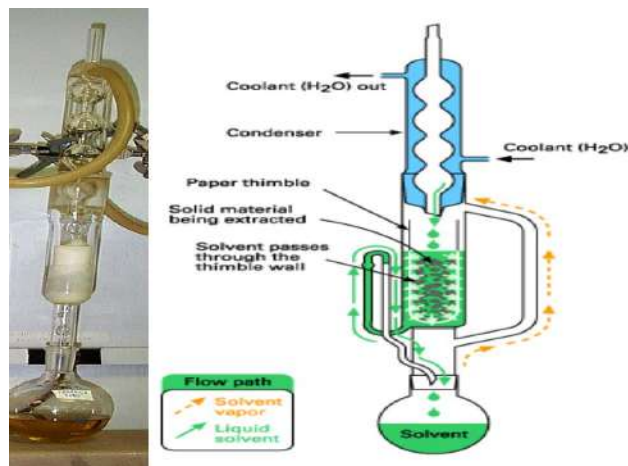 Coolant (H2O) out
Condenser
Coolant (H2O)
Paper thimble
Solid material
being extracted
Solvent passes
through the
thimble wall
Flow path
Solvent
vapor
Liquid
solvent
Solvent